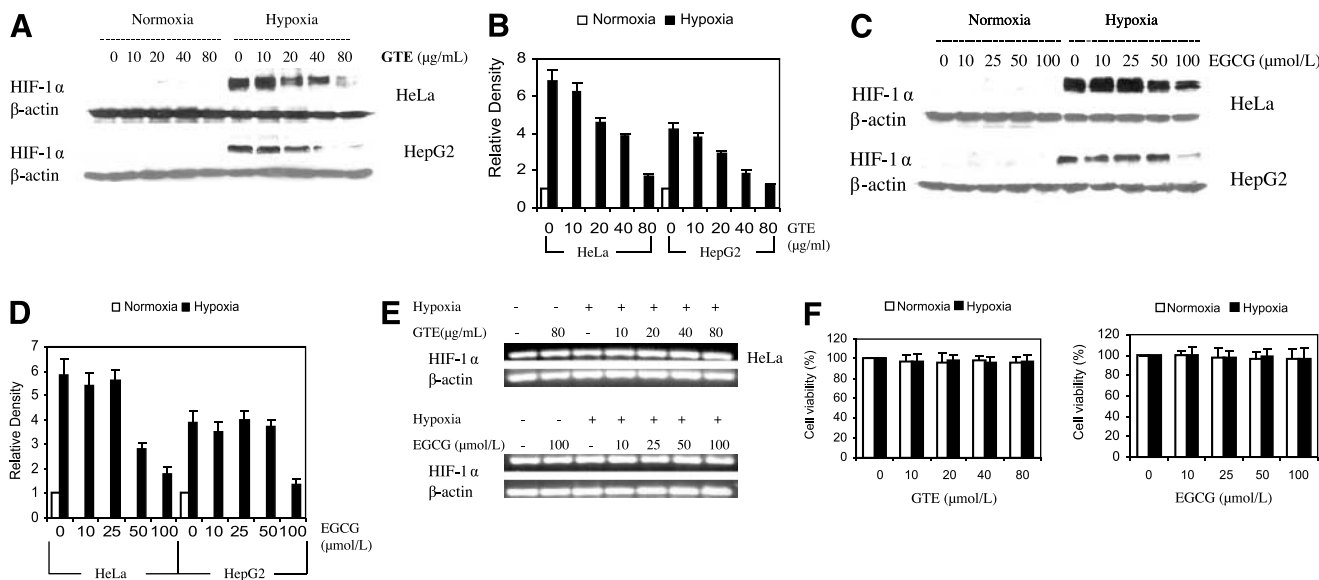 A
Normoxia Hypoxia
0 10 20 40 80 0 10 20 40 80 GTE (µg/mL)
HIF-1 α
β-actin
HeLa
HIF-1 α
β-actin
HepG2
B
Normoxia Hypoxia
Relative Density
8
6
4
2
0
0 10 20 40 80 0 10 20 40 80 GTE
(µg/ml)
HeLa HepG2
C
Normoxia Hypoxia
0 10 25 50 100 0 10 25 50 100 EGCG (µmol/L)
HIF-1 α
β-actin
HeLa
HIF-1 α
β-actin
HepG2
D
Normoxia Hypoxia
Relative Density
7
6
5
4
3
2
1
0
0 10 25 50 100 0 10 25 50 100 EGCG
(µmol/L)
HeLa HepG2
E
Hypoxia - - + + + + +
GTE(µg/mL) - 80 - 10 20 40 80
HIF-1 α
HeLa
β-actin
Hypoxia - - + + + + +
EGCG (µmol/L) - 100 - 10 25 50 100
HIF-1 α
β-actin
F
Normoxia Hypoxia
Cell viability (%)
120
100
80
60
40
20
0
0 10 20 40 80
GTE (µmol/L)
Normoxia Hypoxia
Cell viability (%)
120
100
80
60
40
20
0
0 10 25 50 100
EGCG (µmol/L)